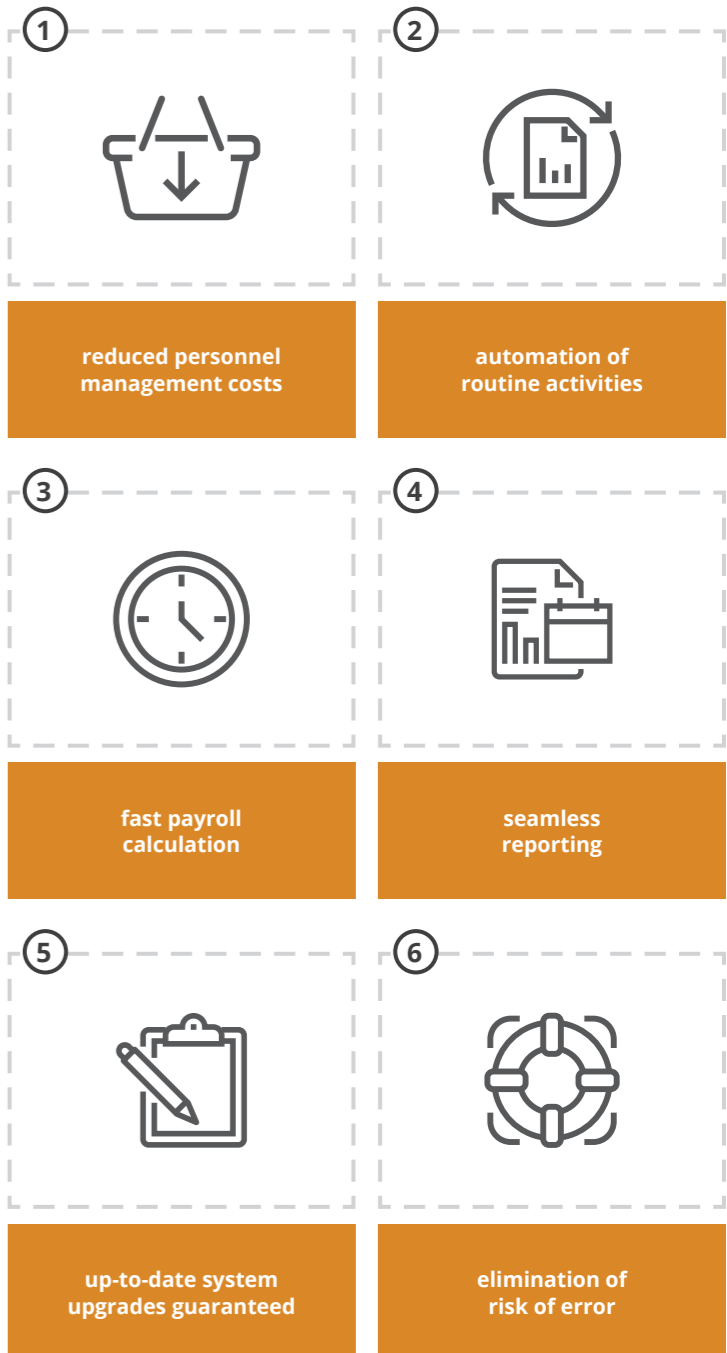 1
2
reduced personnel
management costs
automation of
routine activities
3
4
fast payroll
calculation
seamless
reporting
5
6
up-to-date system
upgrades guaranteed
elimination of
risk of error